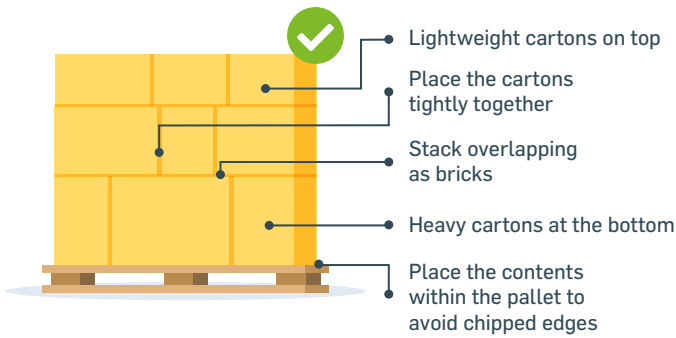 Lightweight cartons on top
Place the cartons
tightly together
Stack overlapping
as bricks
Heavy cartons at the bottom
Place the contents
within the pallet to
avoid chipped edges